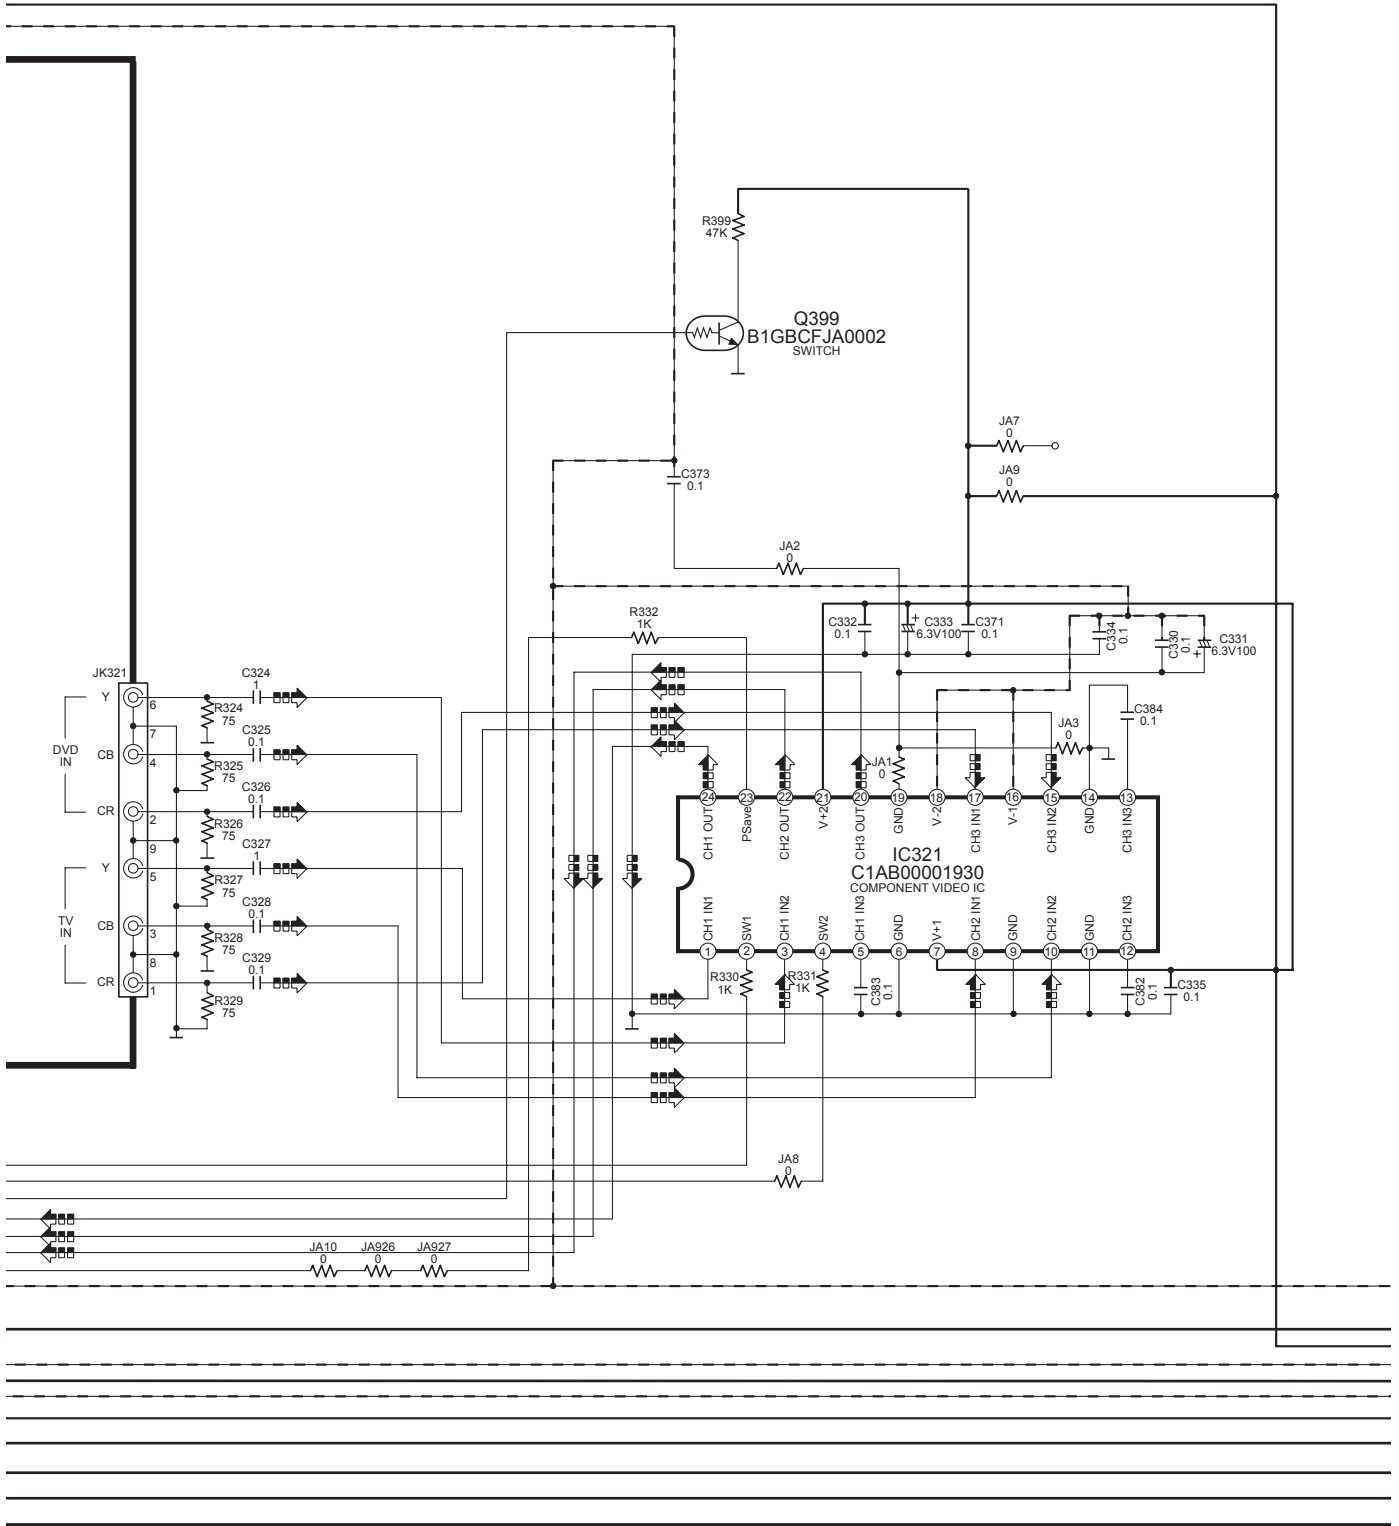 R399
47K
Q399
B1GBCFJA0002
SWITCH
JA7
0
JA9
0
C373
0.1
JA2
0
R332
1K
C332
0.1
+
C333
6.3V100
C371
0.1
C334
0.1
C330
0.1
+
C331
6.3V100
JK321
Y
6
C324
1
R324
75
7
DVD
IN
CB
4
C325
0.1
R325
75
C326
0.1
CR
2
R326
75
9
C327
1
Y
5
R327
75
TV
IN
C328
0.1
CB
3
R328
75
8
C329
0.1
CR
1
R329
75
C384
0.1
JA3
0
JA1
0
24 23 22 21 20 19 18 17 16 15 14 13
CH1 OUT
PSave
CH2 OUT
V+2
CH3 OUT
GND
V-2
CH3 IN1
V-1
CH3 IN2
GND
CH3 IN3
IC321
C1AB00001930
COMPONENT VIDEO IC
CH1 IN1
SW1
CH1 IN2
SW2
CH1 IN3
GND
V+1
CH2 IN1
GND
CH2 IN2
GND
CH2 IN3
1 2 3 4 5 6 7 8 9 10 11 12
R330
1K
R331
1K
C383
0.1
C382
0.1
C335
0.1
JA8
0
JA10
0
JA926
0
JA927
0